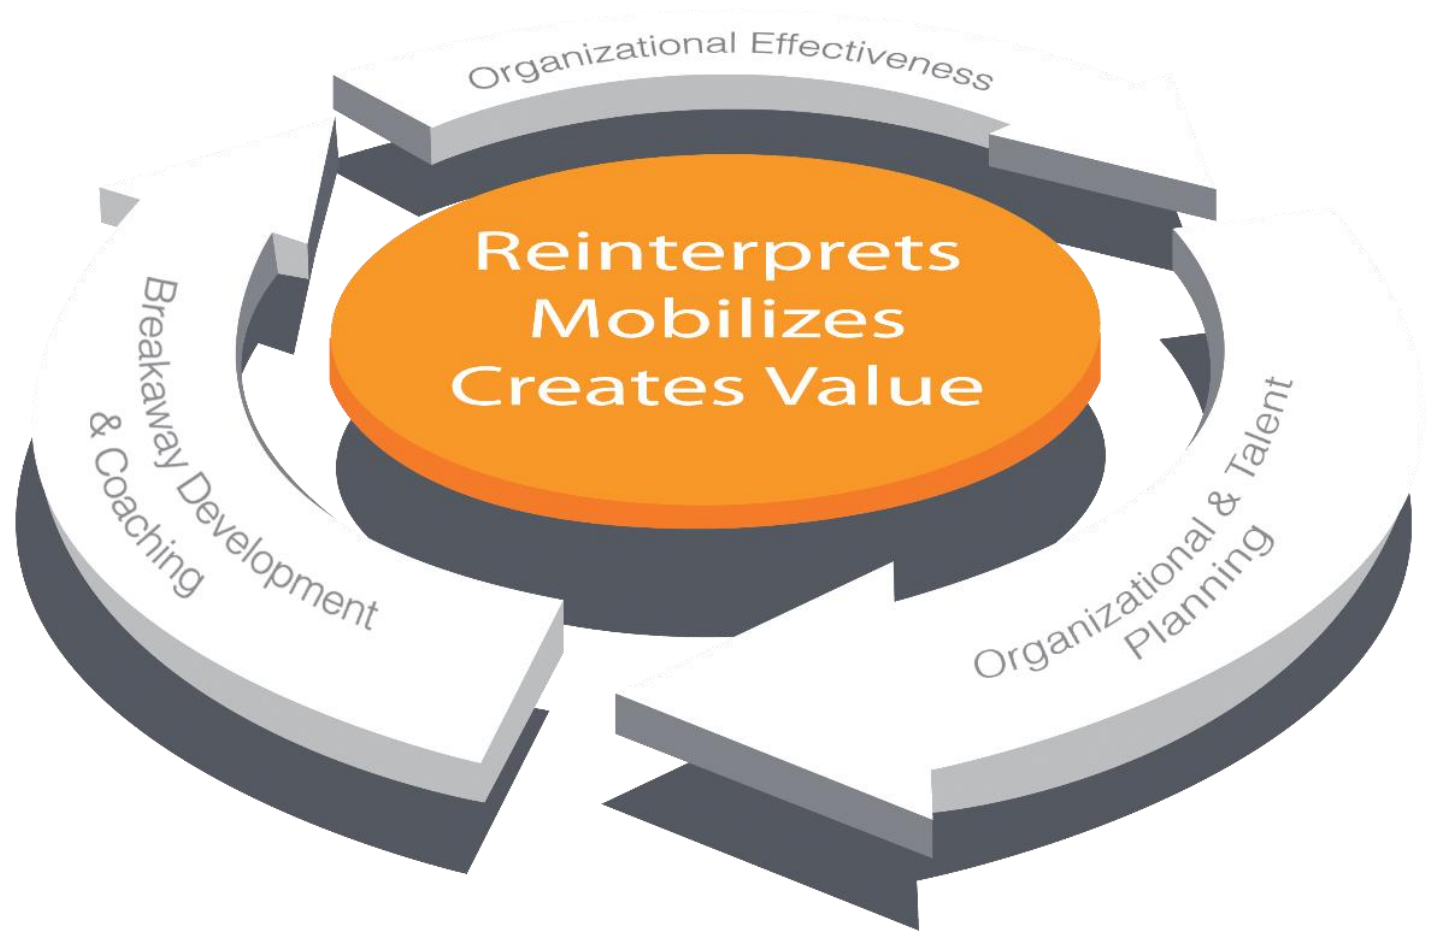 Organizational Effectiveness
Reinterprets
Mobilizes
Creates Value
Breakaway Development
& Coaching
Organizational & Talent
Planning